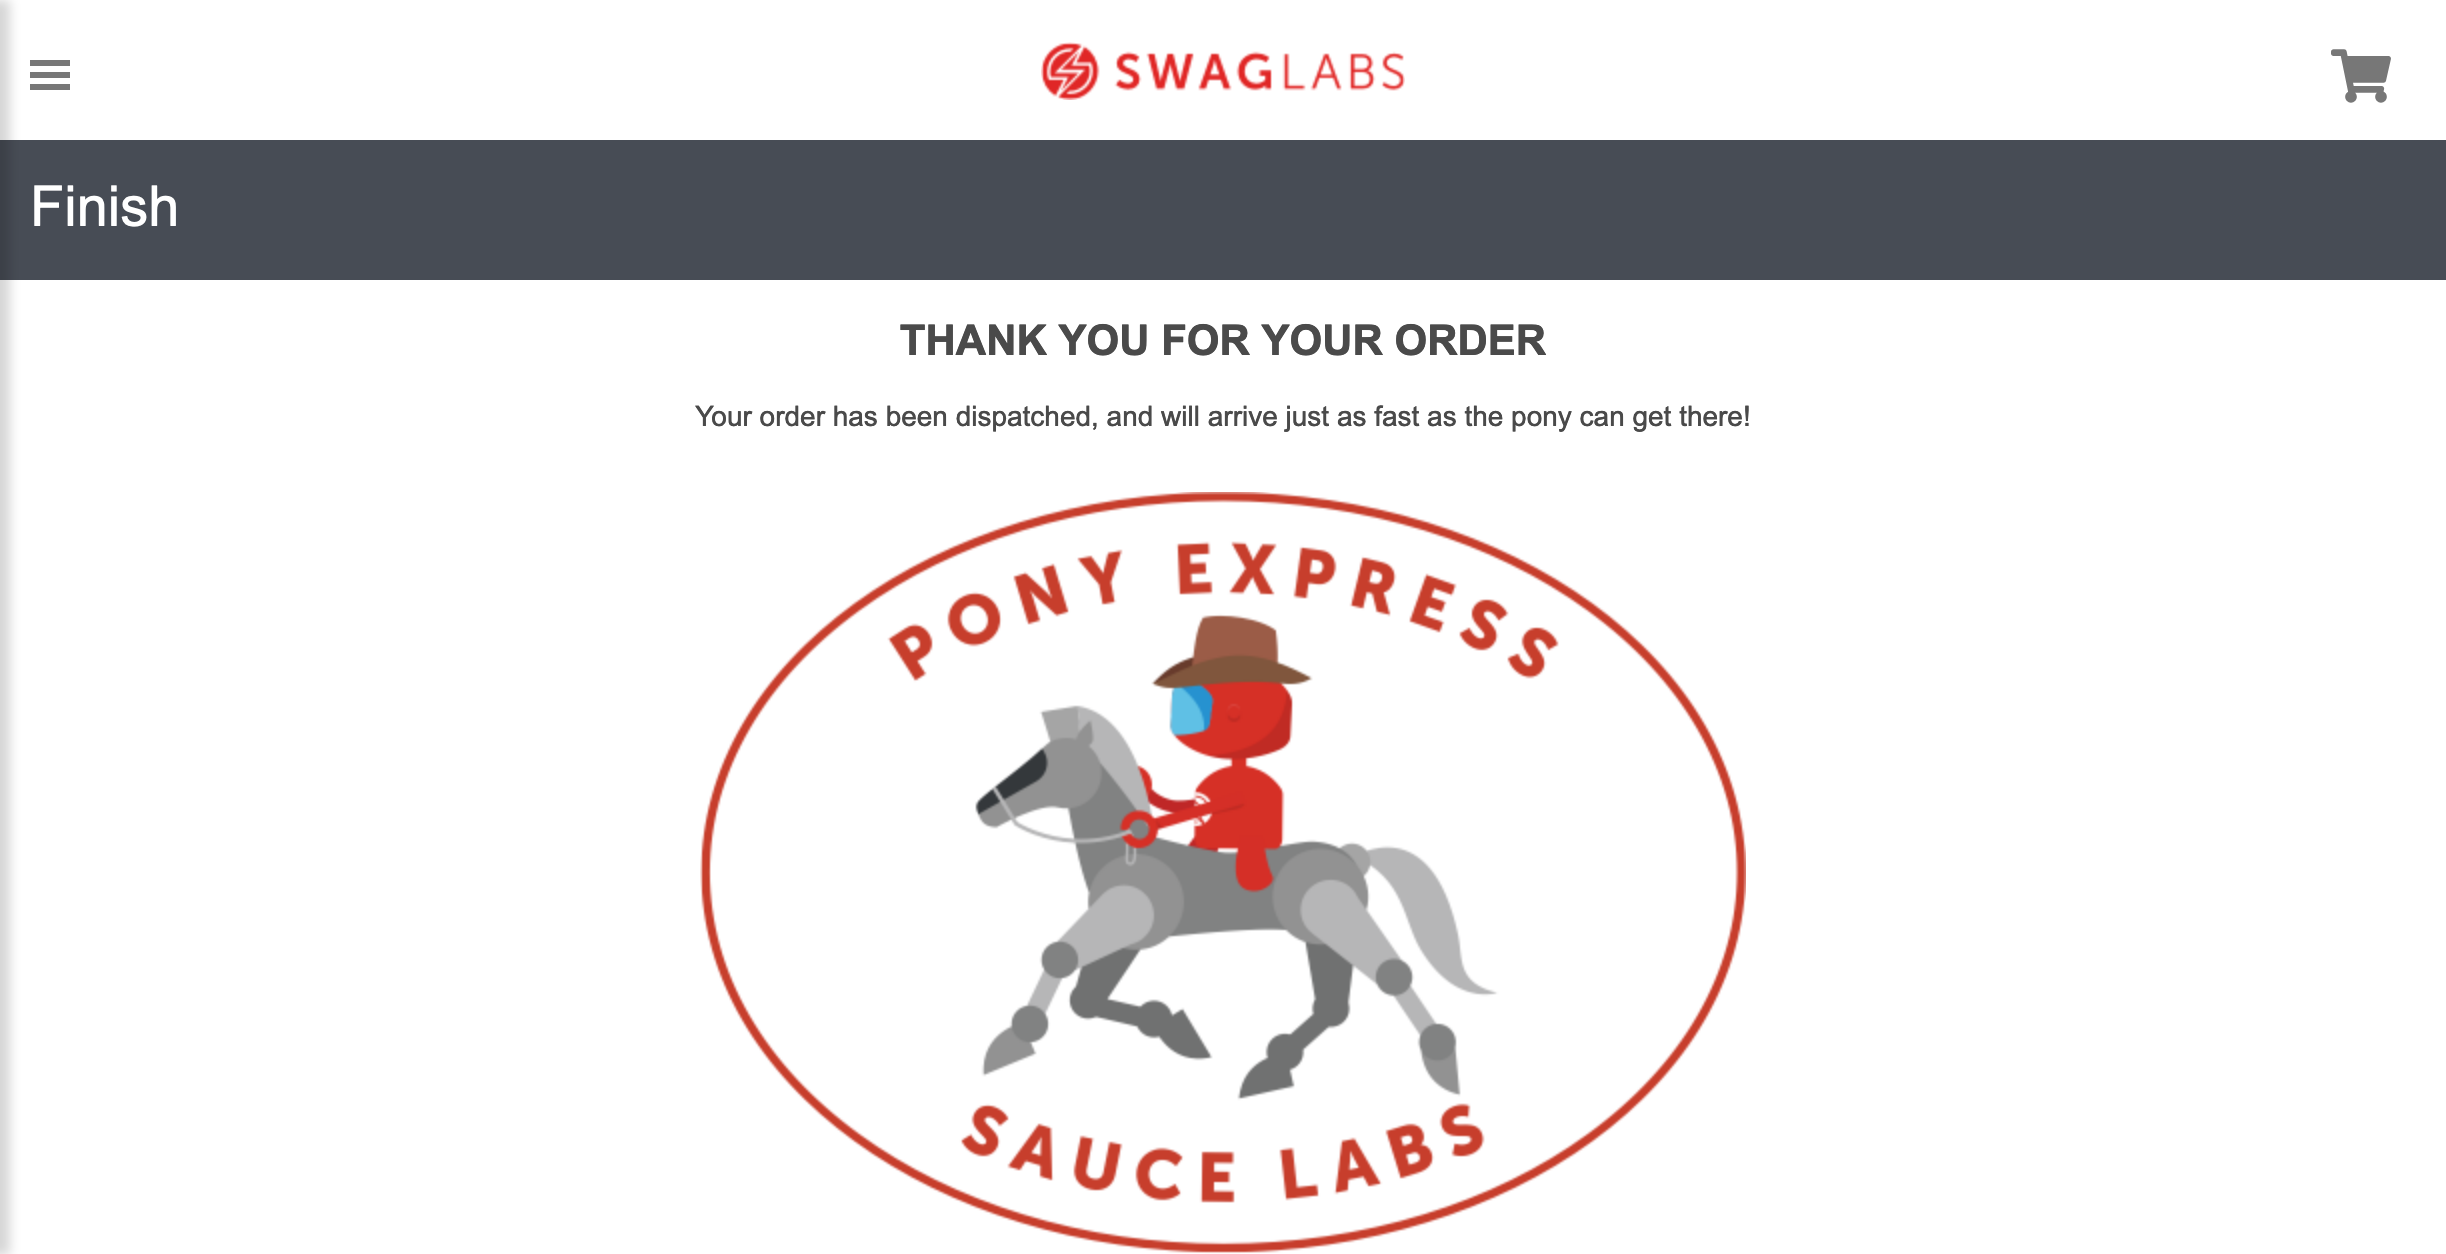 SWAGLABS
Finish
THANK YOU FOR YOUR ORDER
Your order has been dispatched, and will arrive just as fast as the pony can get there!
PONY EXPRESS
SAUCE LABS